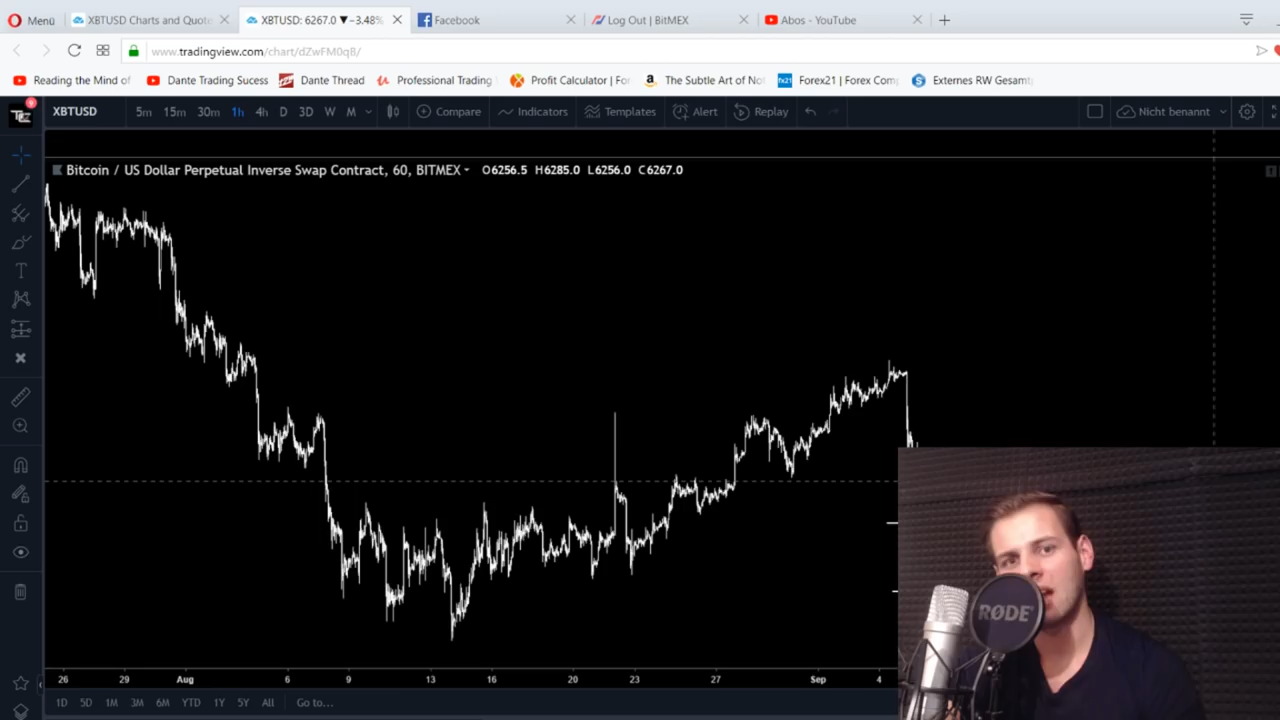 Menü
XBTUSD Charts and Quot
XBTUSD: 6267.0 ▼−3.48%
Facebook
Log Out | BitMEX
Abos - YouTube
www.tradingview.com/chart/dZwFM0qB/
Reading the Mind of
Dante Trading Sucess
Dante Thread
Professional Trading
Profit Calculator | For
The Subtle Art of No
Forex21 | Forex Com
Externes RW Gesamt
9
XBTUSD
5m
15m
30m
1h
4h
D
3D
W
M
Compare
Indicators
Templates
Alert
Replay
Nicht benannt
Bitcoin / US Dollar Perpetual Inverse Swap Contract, 60, BITMEX
O6256.5 H6285.0 L6256.0 C6267.0
RØDE
26
29
Aug
6
9
13
16
20
23
27
Sep
4
1D
5D
1M
3M
6M
YTD
1Y
5Y
All
Go to...